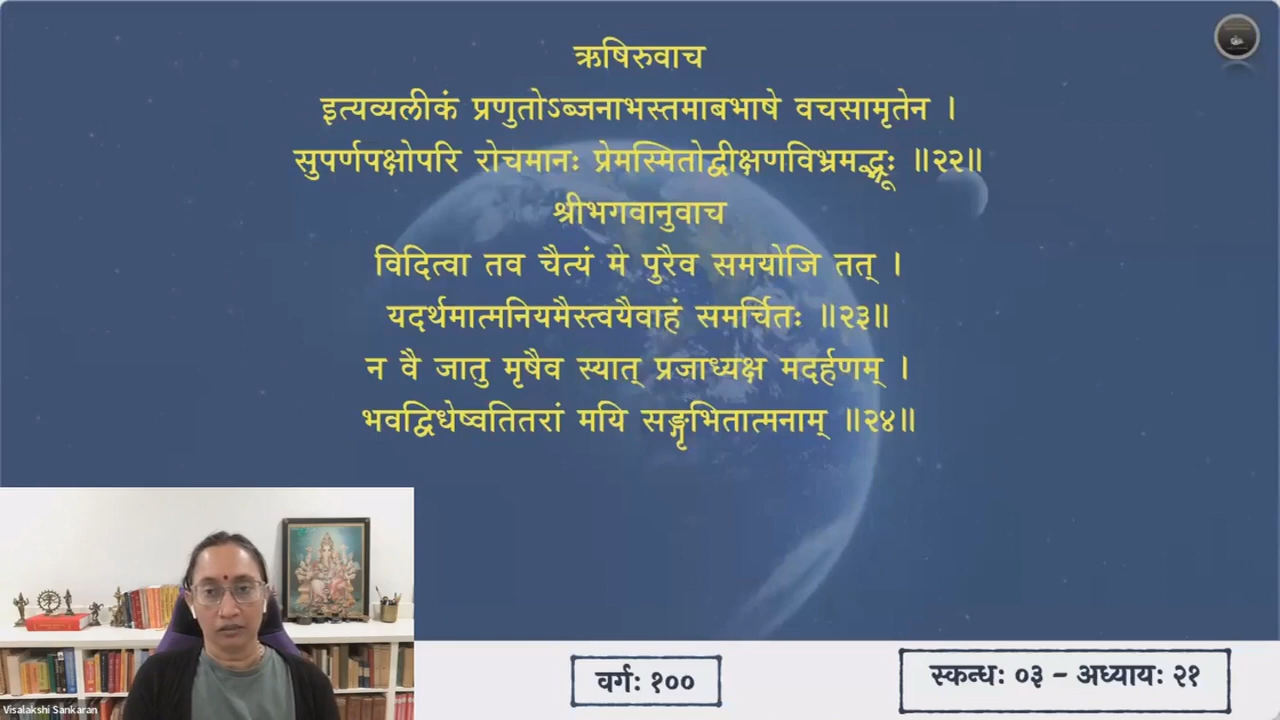 ऋषिरुवाच
इत्यव्यलीकं प्रणुतोऽब्जनाभस्तमाबभाषे वचसामृतेन ।
सुपर्णपक्षोपरि रोचमानः प्रेमस्मितोद्वीक्षणविभ्रमद्भ्रूः ॥२२॥
श्रीभगवानुवाच
विदित्वा तव चैत्यं मे पुरैव समयोजि तत् ।
यदर्थमात्मनियमैस्त्वयैवाहं समर्चितः ॥२३॥
न वै जातु मृषैव स्यात् प्रजाध्यक्ष मदर्हणम् ।
भवद्विधेष्वतितरां मयि सङ्गृभितात्मनाम् ॥२४॥
Visalakshi Sankaran
वर्गः १००
स्कन्धः ०३ - अध्यायः २१